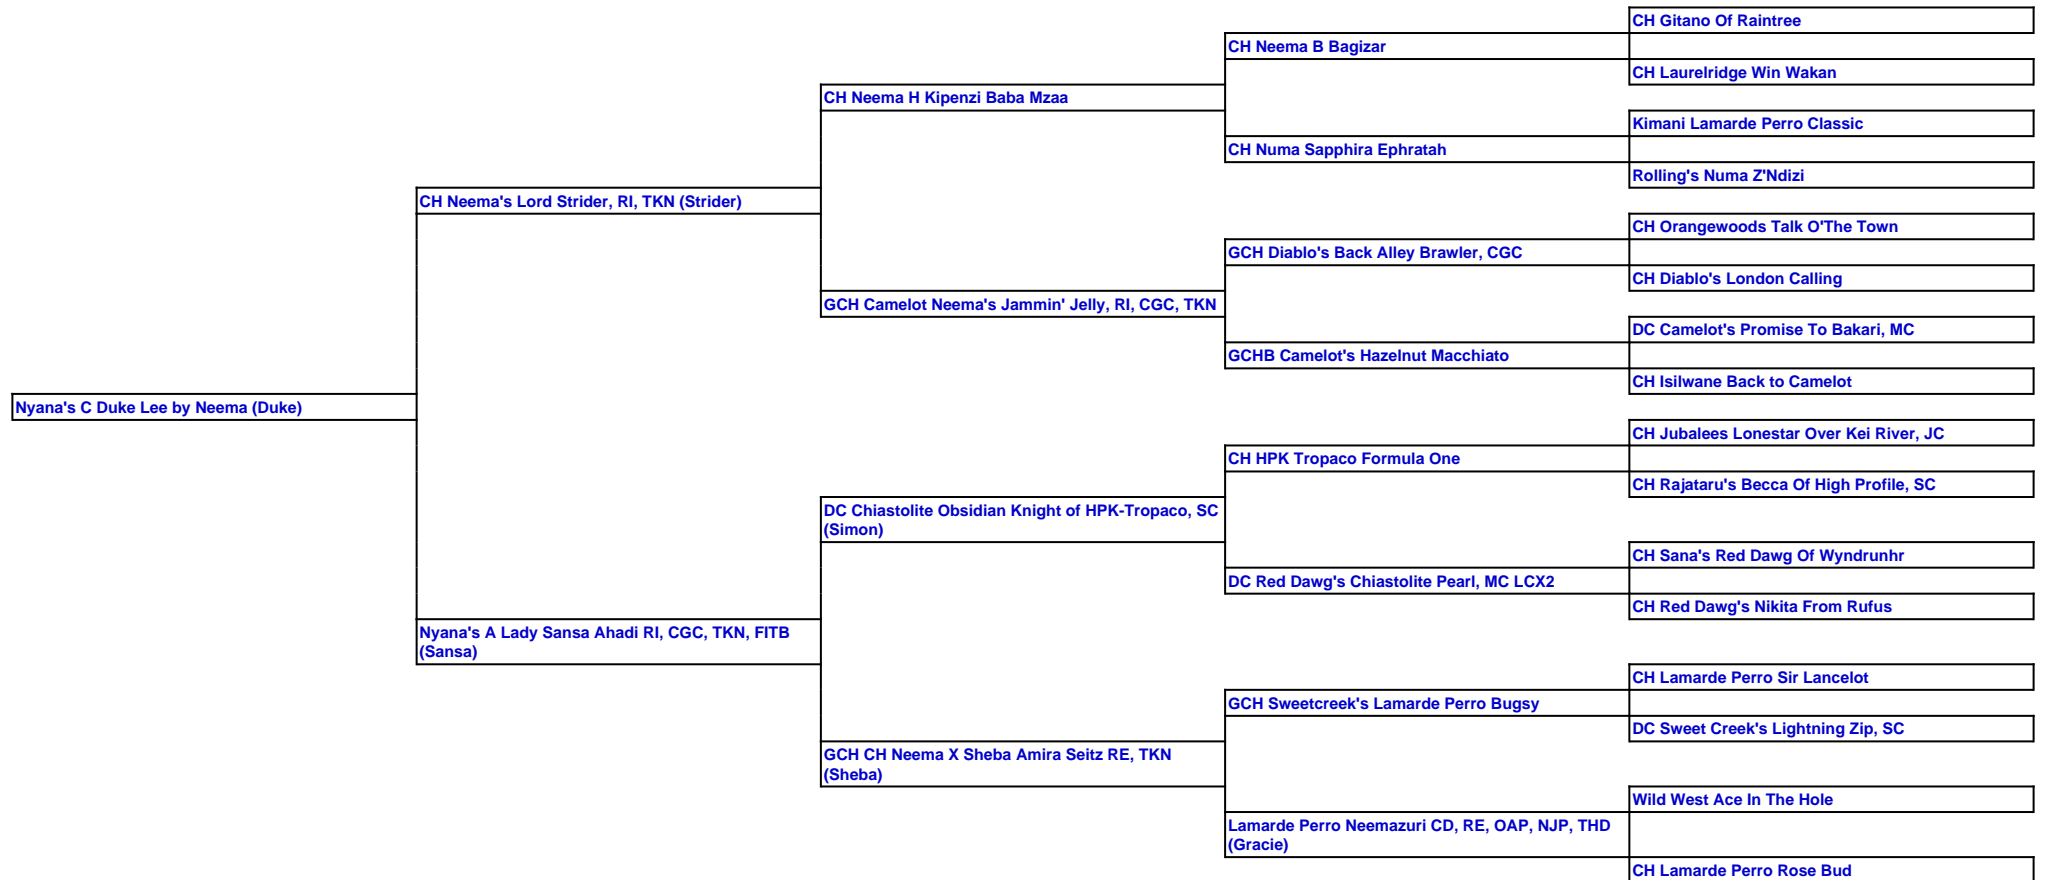 CH Gitano Of Raintree
CH Neema B Bagizar
CH Laurelridge Win Wakan
CH Neema H Kipenzi Baba Mzaa
Kimani Lamarde Perro Classic
CH Numa Sapphira Ephratah
Rolling's Numa Z'Ndizi
CH Neema's Lord Strider, RI, TKN (Strider)
CH Orangewoods Talk O'The Town
GCH Diablo's Back Alley Brawler, CGC
CH Diablo's London Calling
GCH Camelot Neema's Jammin' Jelly, RI, CGC, TKN
DC Camelot's Promise To Bakari, MC
GCHB Camelot's Hazelnut Macchiato
CH Isilwane Back to Camelot
Nyana's C Duke Lee by Neema (Duke)
CH Jubalees Lonestar Over Kei River, JC
CH HPK Tropaco Formula One
CH Rajataru's Becca Of High Profile, SC
DC Chiastolite Obsidian Knight of HPK-Tropaco, SC
(Simon)
CH Sana's Red Dawg Of Wyndrunhr
DC Red Dawg's Chiastolite Pearl, MC LCX2
CH Red Dawg's Nikita From Rufus
Nyana's A Lady Sansa Ahadi RI, CGC, TKN, FITB
(Sansa)
CH Lamarde Perro Sir Lancelot
GCH Sweetcreek's Lamarde Perro Bugsy
DC Sweet Creek's Lightning Zip, SC
GCH CH Neema X Sheba Amira Seitz RE, TKN
(Sheba)
Wild West Ace In The Hole
Lamarde Perro Neemazuri CD, RE, OAP, NJP, THD
(Gracie)
CH Lamarde Perro Rose Bud